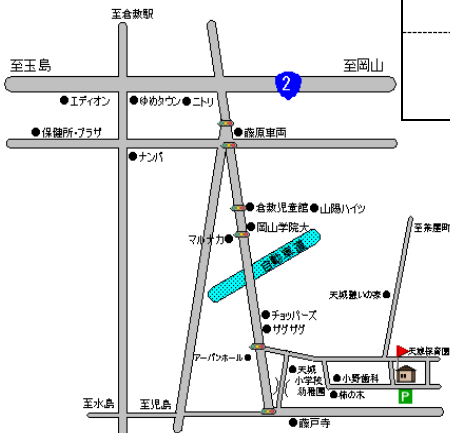 至倉敷駅
至玉島
至岡山
2
エディオン
ゆめタウン
ニトリ
保健所・プラザ
藤原車両
ナンバ
倉敷児童館
山陽ハイツ
岡山学院大
マルナカ
自動車道
至茶屋町
天城憩いの家
チョッパーズ
ザグザグ
アーバンホール
天城保育園
天城
小学校
幼稚園
小野歯科
柿の木
P
至水島
至児島
藤戸寺